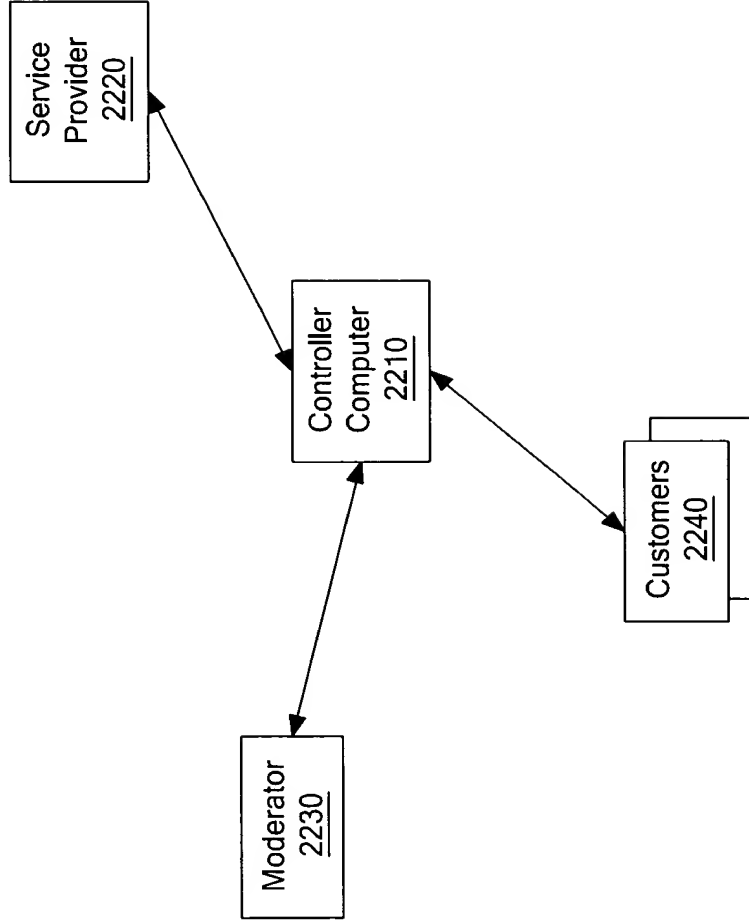 Service
Provider
2220
Controller
Computer
2210
Moderator
2230
Customers
2240